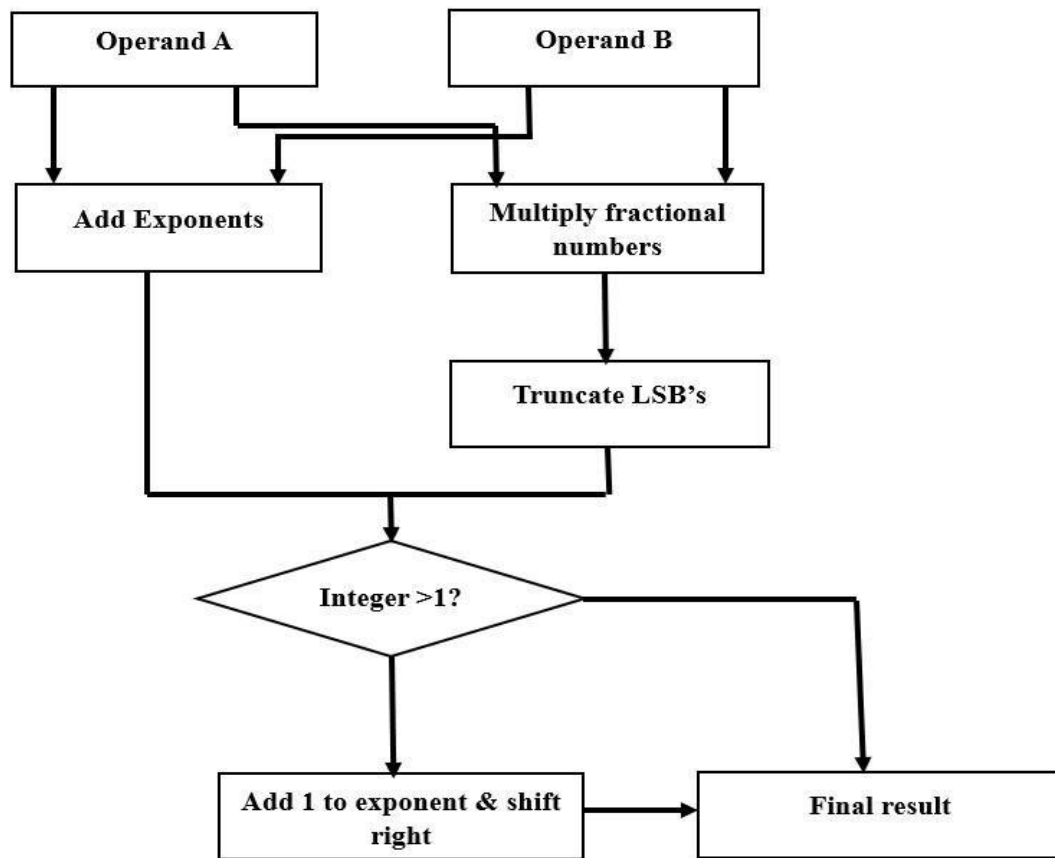 Operand A
Operand B
Add Exponents
Multiply fractional
numbers
Truncate LSB’s
Integer >1?
Add 1 to exponent & shift
right
Final result